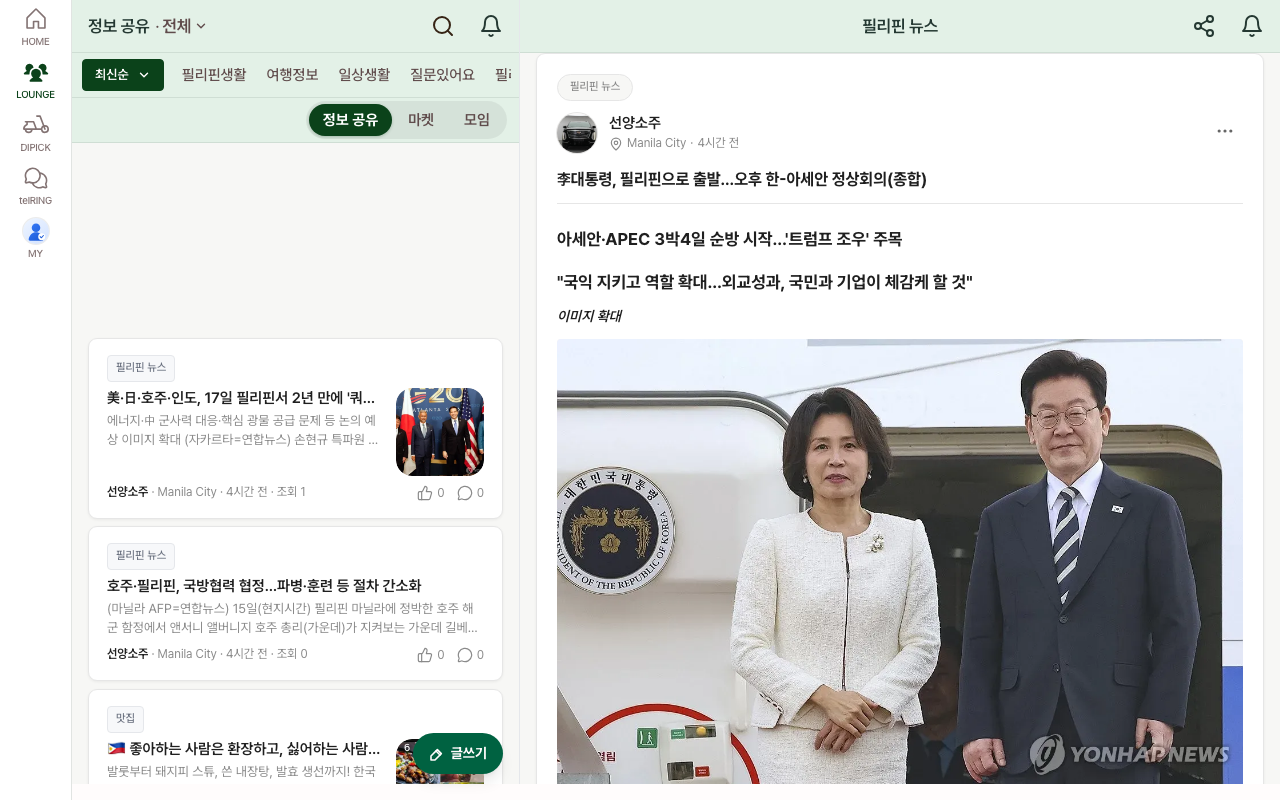 HOME
LOUNGE
DIPICK
telRING
MY
정보 공유 · 전체
최신순
필리핀생활
여행정보
일상생활
질문있어요
정보 공유
마켓
모임
필리핀 뉴스
美·日·호주·인도, 17일 필리핀서 2년 만에 '쿼...
에너지·中 군사력 대응·핵심 광물 공급 문제 등 논의 예
상 이미지 확대 (자카르타=연합뉴스) 손현규 특파원 ...
선양소주 · Manila City · 4시간 전 · 조회 1
0
0
필리핀 뉴스
호주·필리핀, 국방협력 협정...파병·훈련 등 절차 간소화
(마닐라 AFP=연합뉴스) 15일(현지시간) 필리핀 마닐라에 정박한 호주 해
군 함정에서 앤서니 앨버니지 호주 총리(가운데)가 지켜보는 가운데 길베...
선양소주 · Manila City · 4시간 전 · 조회 0
0
0
맛집
🇵🇭 좋아하는 사람은 환장하고, 싫어하는 사람...
발룻부터 돼지피 스튜, 쓴 내장탕, 발효 생선까지! 한국
글쓰기
필리핀 뉴스
필리핀 뉴스
선양소주
Manila City · 4시간 전
李대통령, 필리핀으로 출발...오후 한-아세안 정상회의(종합)
아세안·APEC 3박4일 순방 시작...'트럼프 조우' 주목
"국익 지키고 역할 확대...외교성과, 국민과 기업이 체감케 할 것"
이미지 확대
대한민국대통령
PRESIDENT OF THE REPUBLIC OF KOREA
YONHAPNEWS